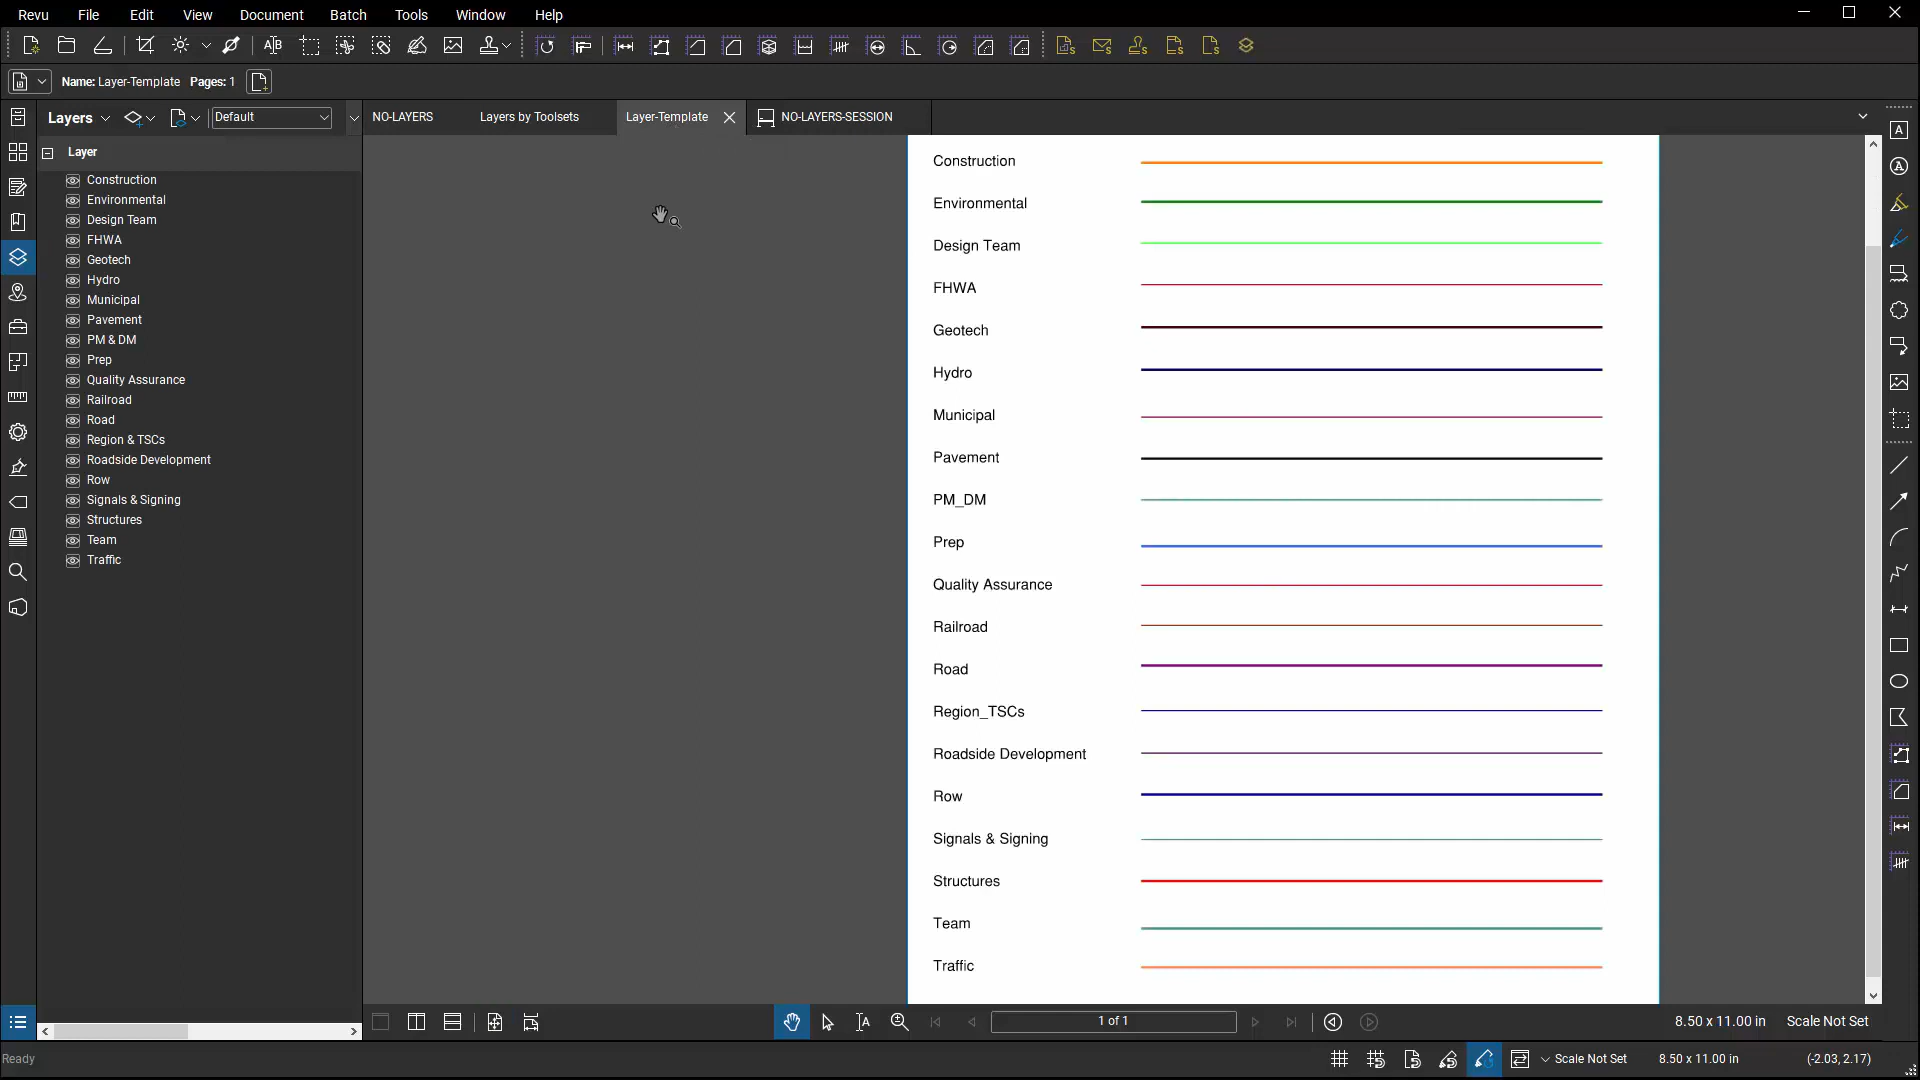 Revu File Edit View Document Batch Tools Window Help
Name: Layer-Template Pages: 1
Layers Default NO-LAYERS Layers by Toolsets Layer-Template NO-LAYERS-SESSION
Layer
Construction
Environmental
Design Team
FHWA
Geotech
Hydro
Municipal
Pavement
PM & DM
Prep
Quality Assurance
Railroad
Road
Region & TSCs
Roadside Development
Row
Signals & Signing
Structures
Team
Traffic
Construction
Environmental
Design Team
FHWA
Geotech
Hydro
Municipal
Pavement
PM_DM
Prep
Quality Assurance
Railroad
Road
Region_TSCs
Roadside Development
Row
Signals & Signing
Structures
Team
Traffic
1 of 1 8.50 x 11.00 in Scale Not Set
Ready Scale Not Set 8.50 x 11.00 in (-2.03, 2.17)